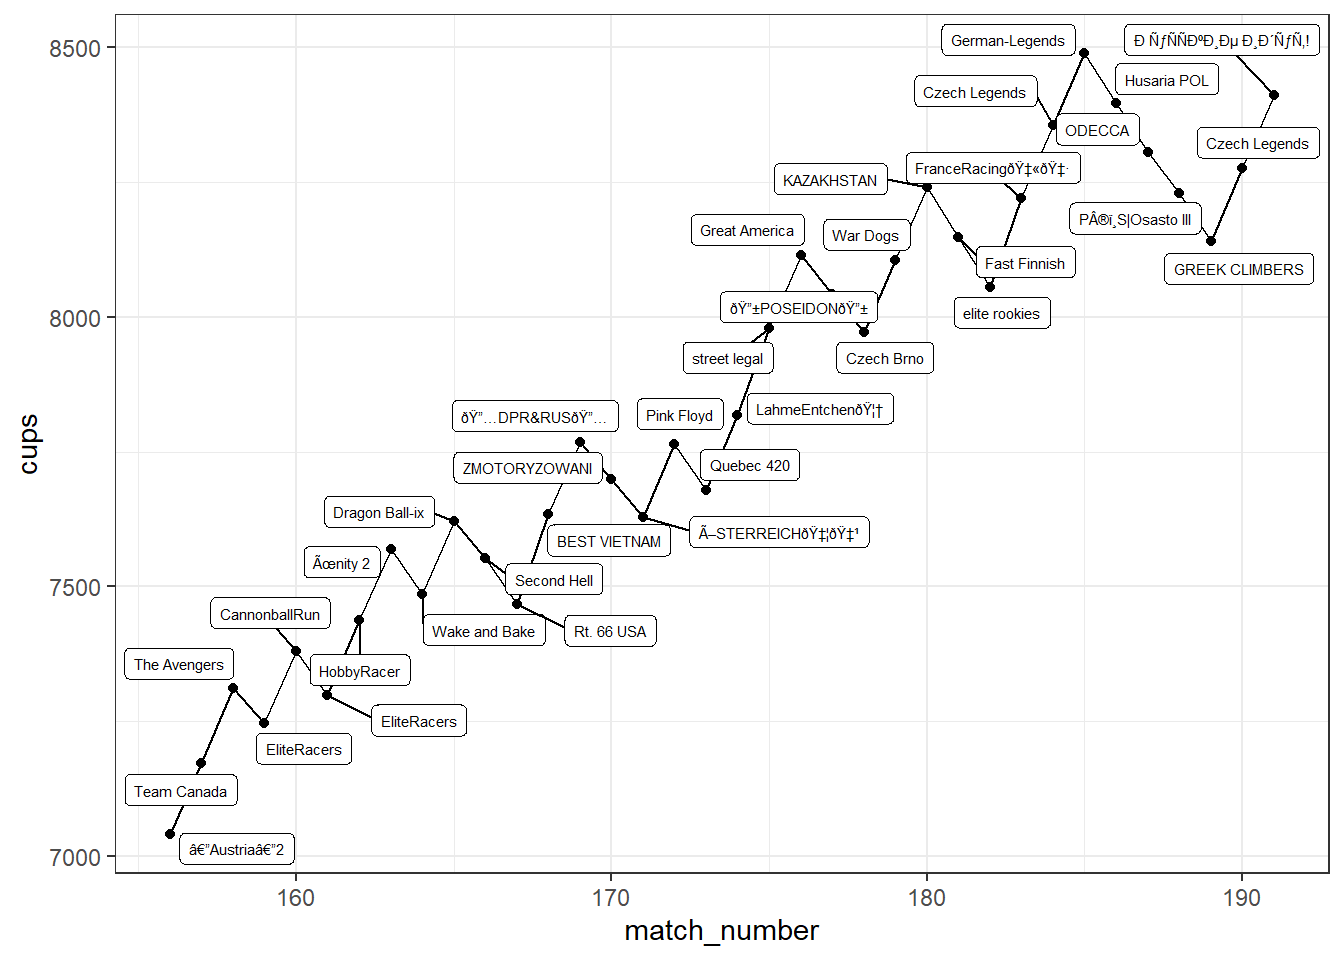 8500
8000
7500
7000
cups
German-Legends
Ð ÑƒÑÑÐºÐ¸Ðµ Ð¸Ð´ÑƒÑ‚!
Czech Legends
Husaria POL
ODECCA
Czech Legends
KAZAKHSTAN
FranceRacingðŸ‡«ðŸ‡·
PÂ®ï¸S|Osasto III
Great America
War Dogs
Fast Finnish
GREEK CLIMBERS
ðŸ”±POSEIDONðŸ”±
elite rookies
street legal
Czech Brno
ðŸ”…DPR&RUSðŸ”…
Pink Floyd
LahmeEntchenðŸ¦†
ZMOTORYZOWANI
Quebec 420
Dragon Ball-ix
BEST VIETNAM
Ã–STERREICHðŸ‡¦ðŸ‡¹
Ãœnity 2
Second Hell
CannonballRun
Wake and Bake
Rt. 66 USA
The Avengers
HobbyRacer
EliteRacers
EliteRacers
Team Canada
â€”Austriaâ€”2
160
170
180
190
match_number